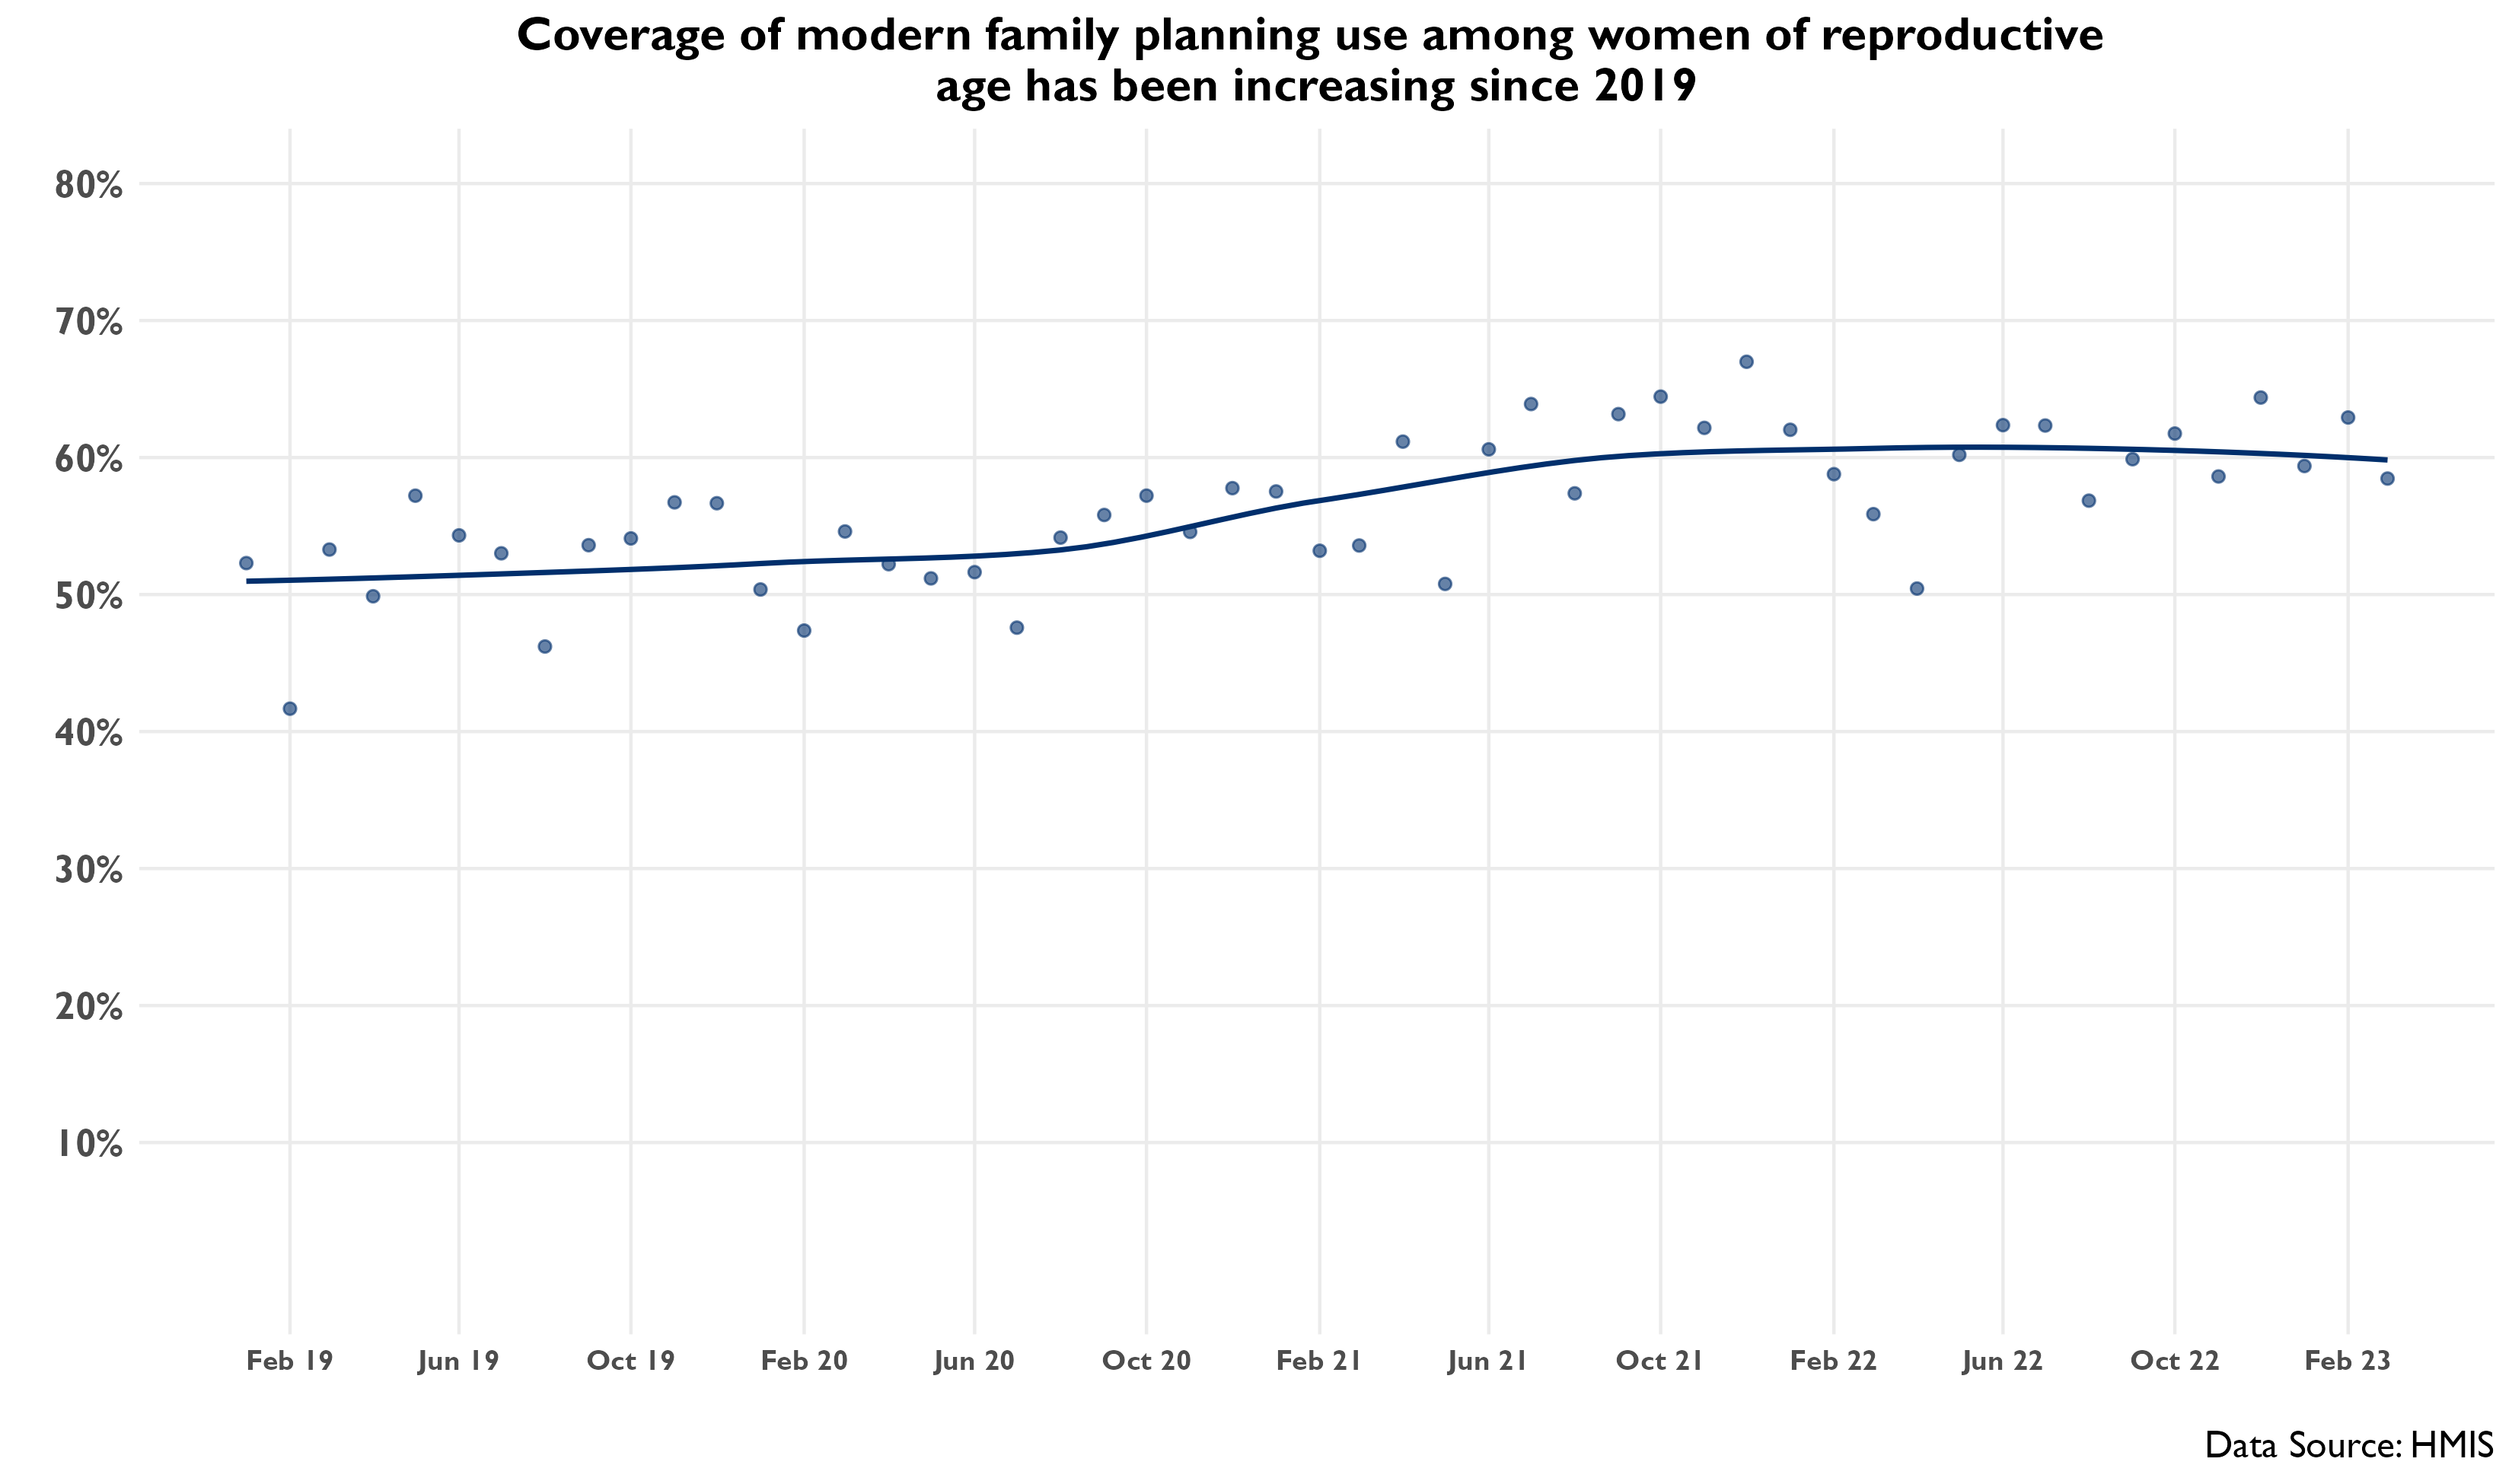 Coverage of modern family planning use among women of reproductive
age has been increasing since 2019
80%
70%
60%
50%
40%
30%
20%
10%
Feb 19 Jun 19 Oct 19 Feb 20 Jun 20 Oct 20 Feb 21 Jun 21 Oct 21 Feb 22 Jun 22 Oct 22 Feb 23
Data Source: HMIS